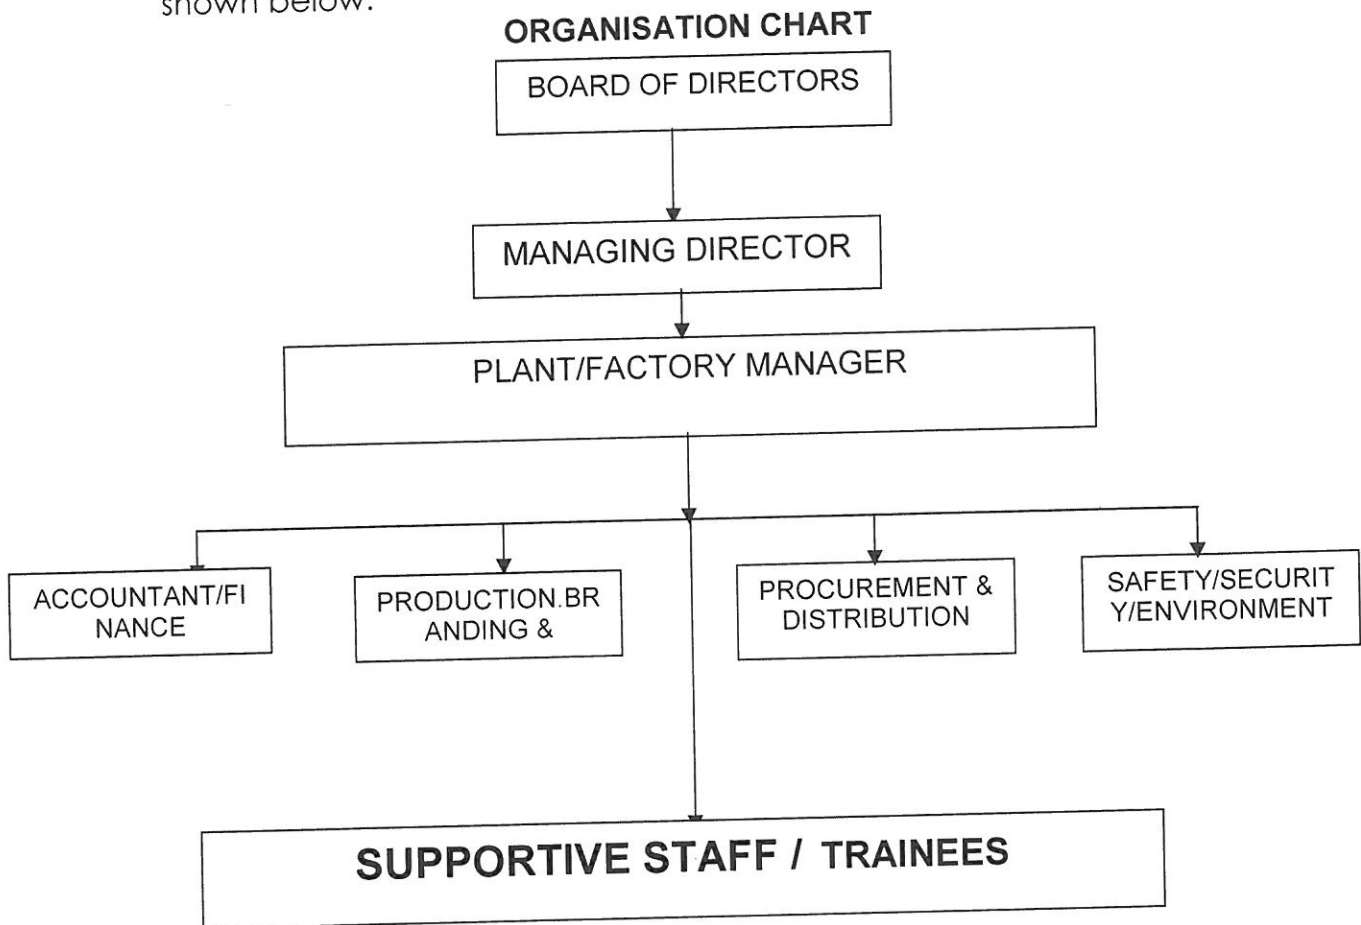 shown below.
ORGANISATION CHART
BOARD OF DIRECTORS
MANAGING DIRECTOR
PLANT/FACTORY MANAGER
ACCOUNTANT/FI
NANCE
PRODUCTION.BR
ANDING &
PROCUREMENT &
DISTRIBUTION
SAFETY/SECURIT
Y/ENVIRONMENT
SUPPORTIVE STAFF / TRAINEES